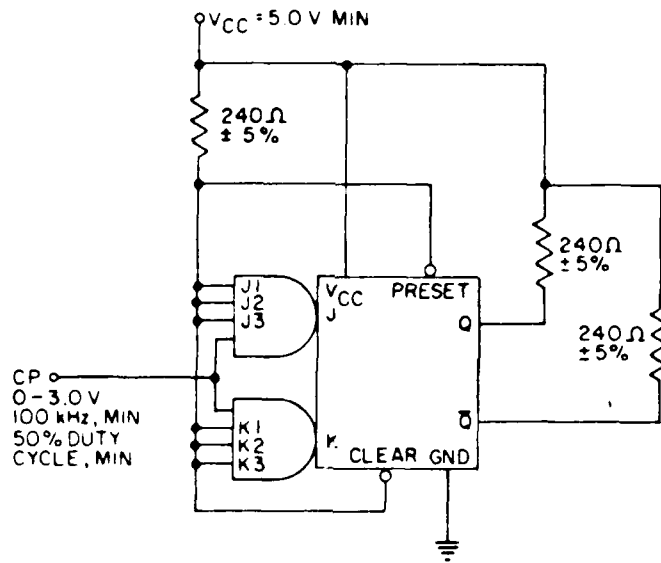 VCC = 5.0 V MIN
240Ω
± 5%
J1
J2
J3
VCC
J
PRESET
Q
240Ω
±5%
240Ω
±5%
CP
0-3.0 V
100 kHz, MIN
50% DUTY
CYCLE, MIN
K1
K2
K3
K
CLEAR GND
Q̅